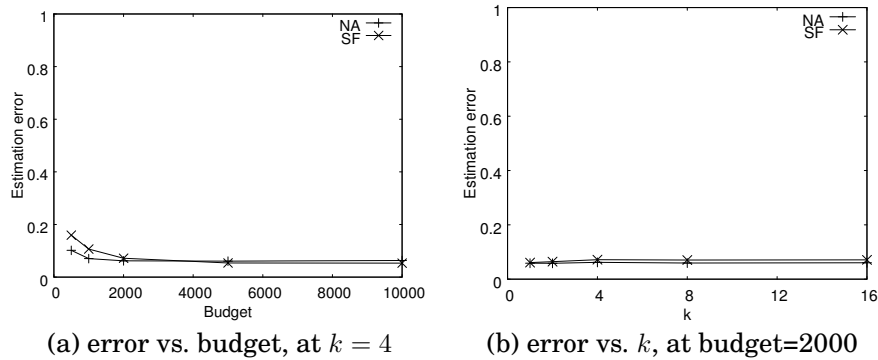 1
0.8
0.6
0.4
0.2
0
0 2000 4000 6000 8000 10000
Estimation error
Budget
NA
SF
(a) error vs. budget, at k = 4
1
0.8
0.6
0.4
0.2
0
0 4 8 12 16
Estimation error
k
NA
SF
(b) error vs. k, at budget=2000